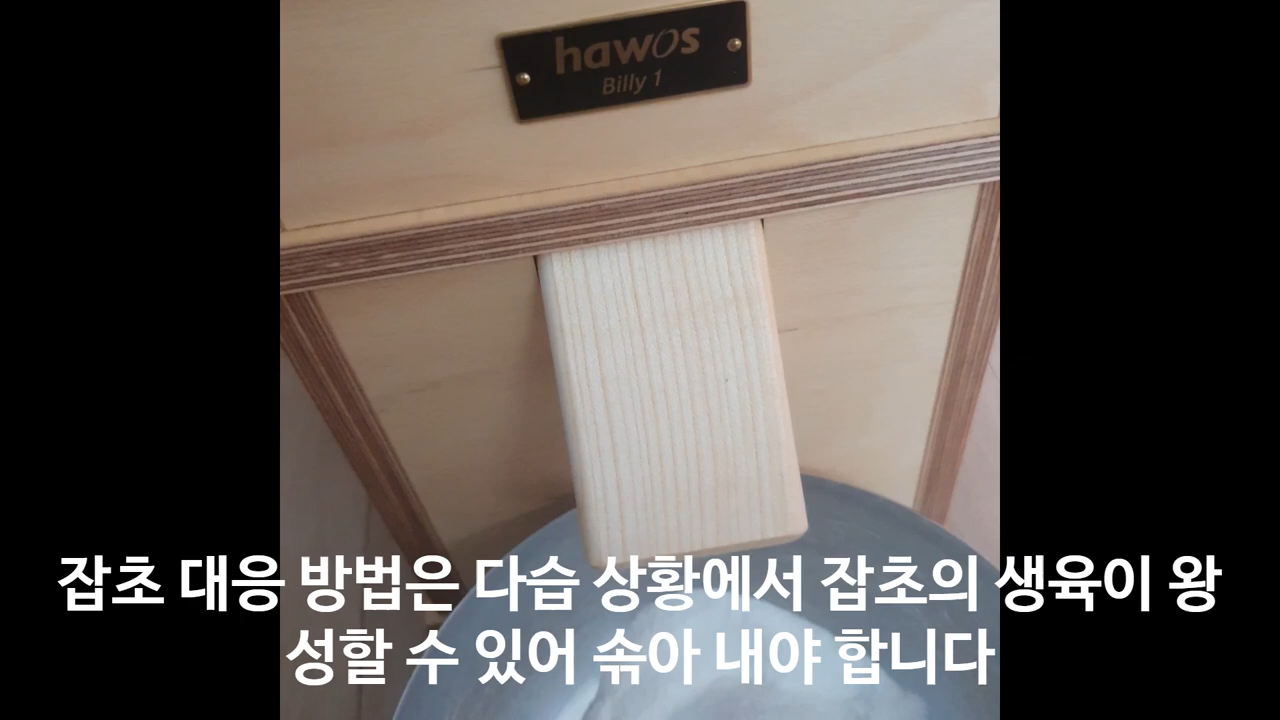 hawos
Billy 1
잡초 대응 방법은 다습 상황에서 잡초의 생육이 왕
성할 수 있어 솎아 내야 합니다